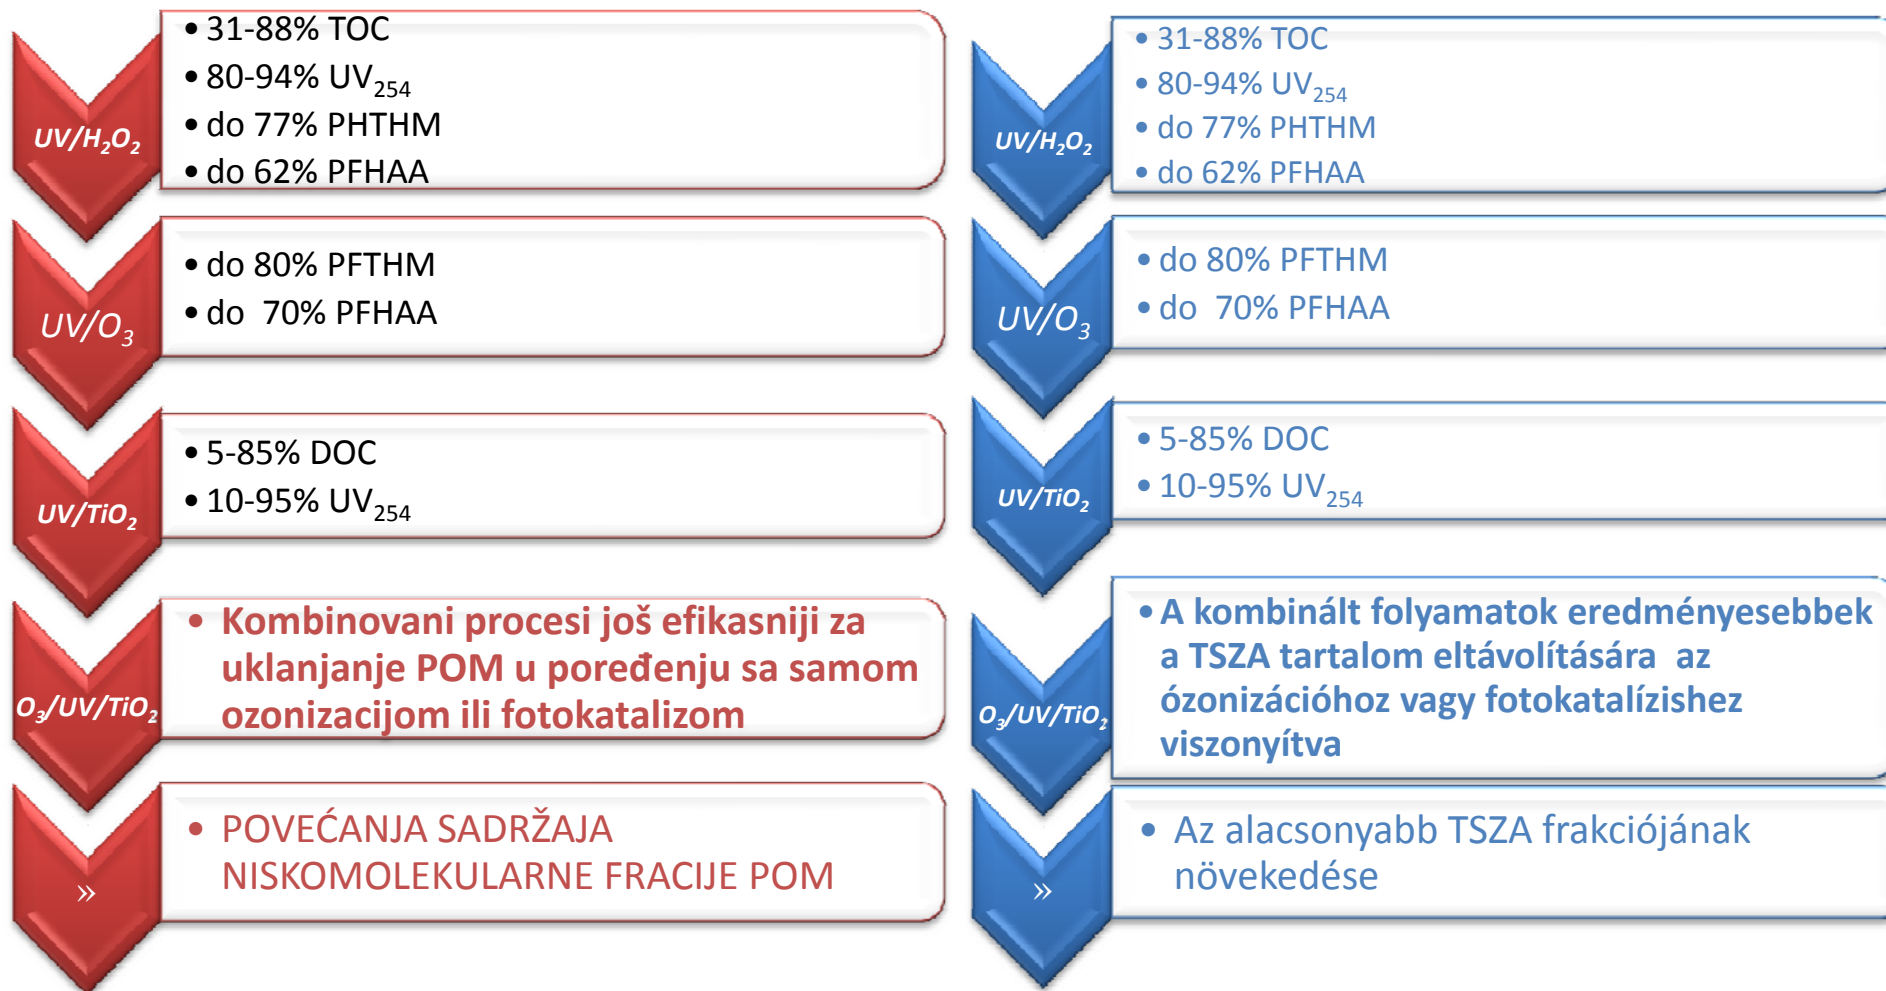 UV/H₂O₂
• 31-88% TOC
• 80-94% UV₂₅₄
• do 77% PHTHM
• do 62% PFHAA
UV/O₃
• do 80% PFTHM
• do  70% PFHAA
UV/TiO₂
• 5-85% DOC
• 10-95% UV₂₅₄
O₃/UV/TiO₂
• Kombinovani procesi još efikasniji za
uklanjanje POM u poređenju sa samom
ozonizacijom ili fotokatalizom
»
• POVEĆANJA SADRŽAJA
NISKOMOLEKULARNE FRACIJE POM
UV/H₂O₂
• 31-88% TOC
• 80-94% UV₂₅₄
• do 77% PHTHM
• do 62% PFHAA
UV/O₃
• do 80% PFTHM
• do  70% PFHAA
UV/TiO₂
• 5-85% DOC
• 10-95% UV₂₅₄
O₃/UV/TiO₂
• A kombinált folyamatok eredményesebbek
a TSZA tartalom eltávolítására  az
ózonizációhoz vagy fotokatalízishez
viszonyítva
»
• Az alacsonyabb TSZA frakciójának
növekedése